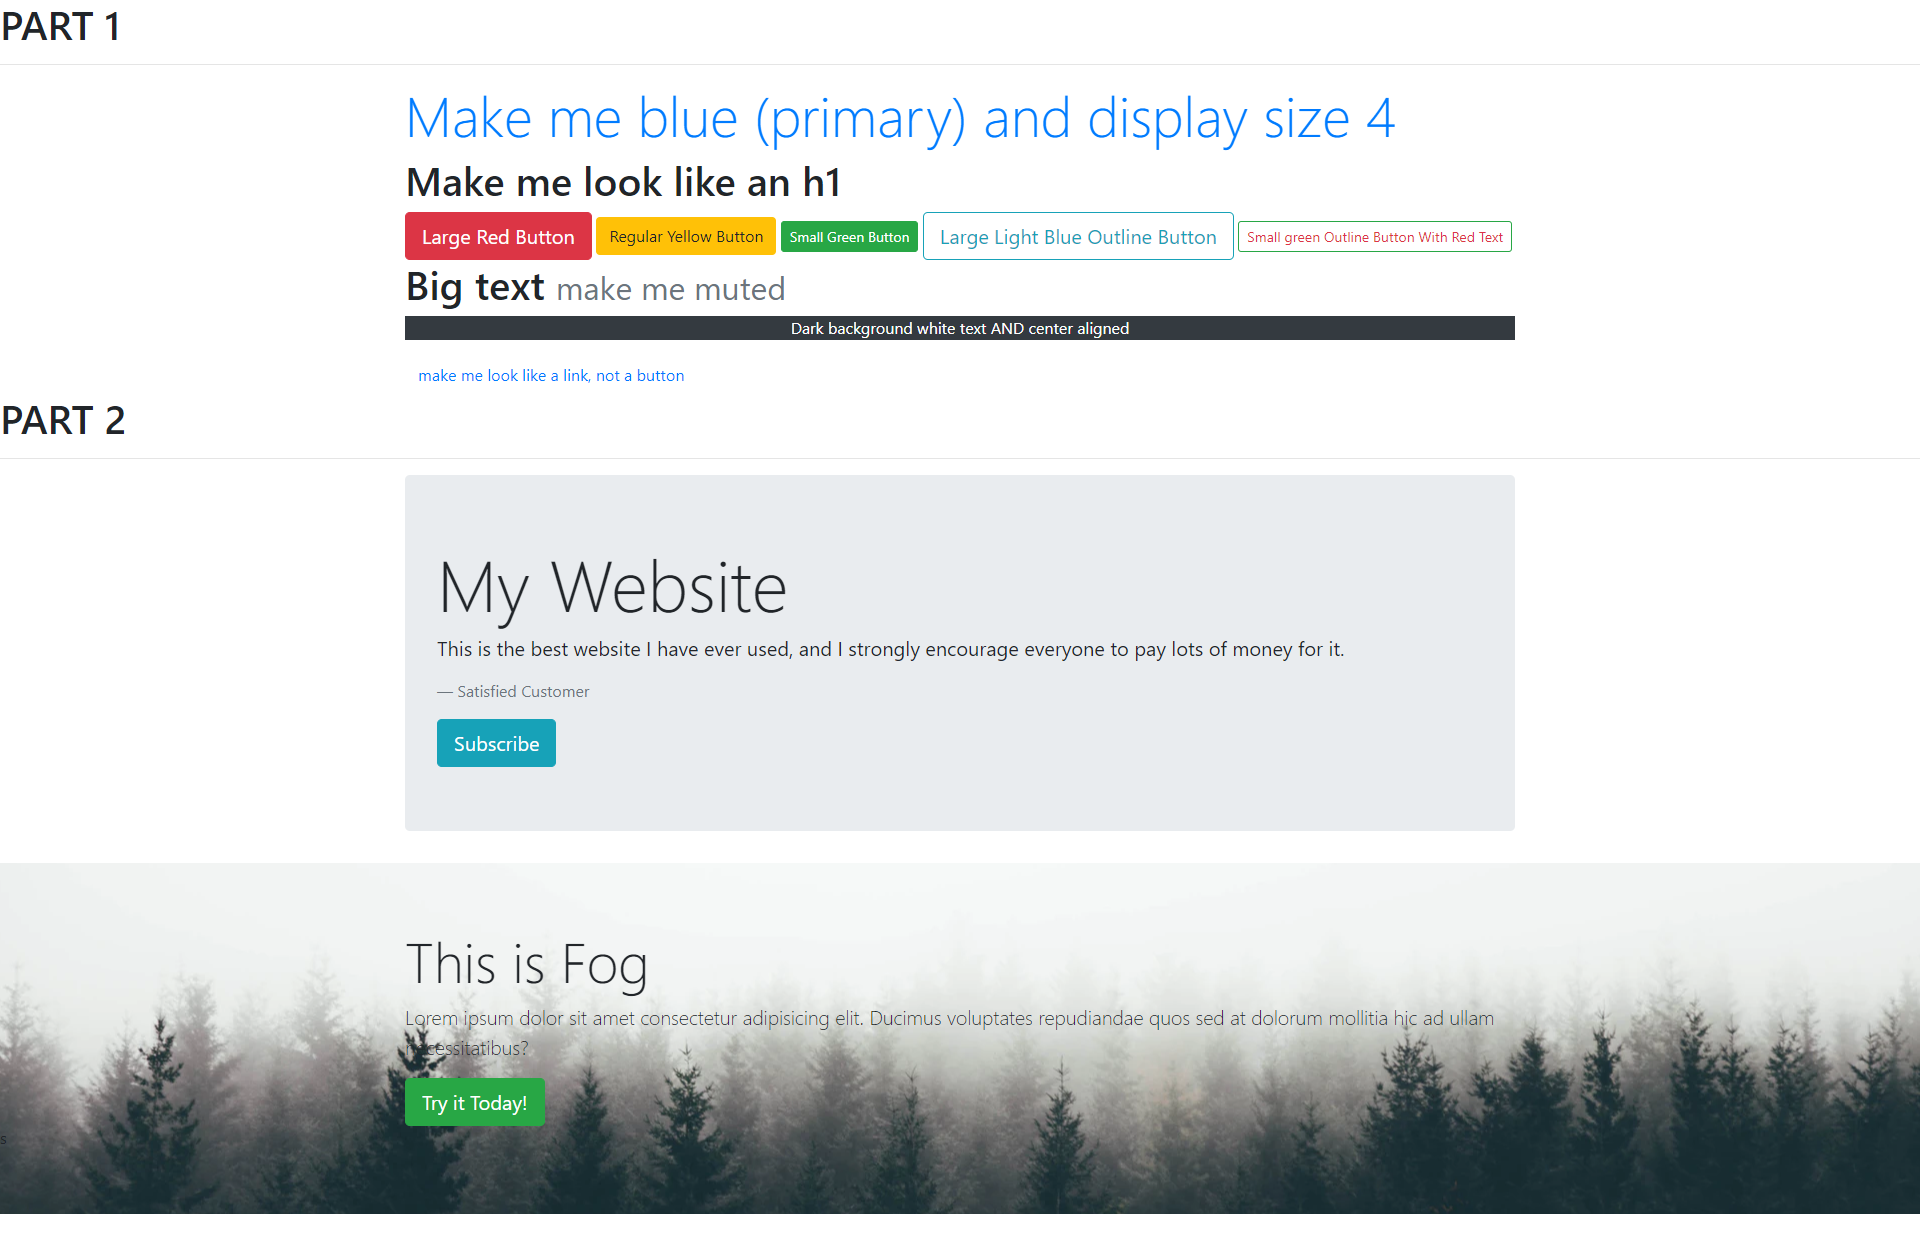 PART 1
Make me blue (primary) and display size 4
Make me look like an h1
Large Red Button Regular Yellow Button Small Green Button Large Light Blue Outline Button Small green Outline Button With Red Text
Big text make me muted
Dark background white text AND center aligned
make me look like a link, not a button
PART 2
My Website
This is the best website I have ever used, and I strongly encourage everyone to pay lots of money for it.
— Satisfied Customer
Subscribe
This is Fog
Lorem ipsum dolor sit amet consectetur adipisicing elit. Ducimus voluptates repudiandae quos sed at dolorum mollitia hic ad ullam
necessitatibus?
Try it Today!
s